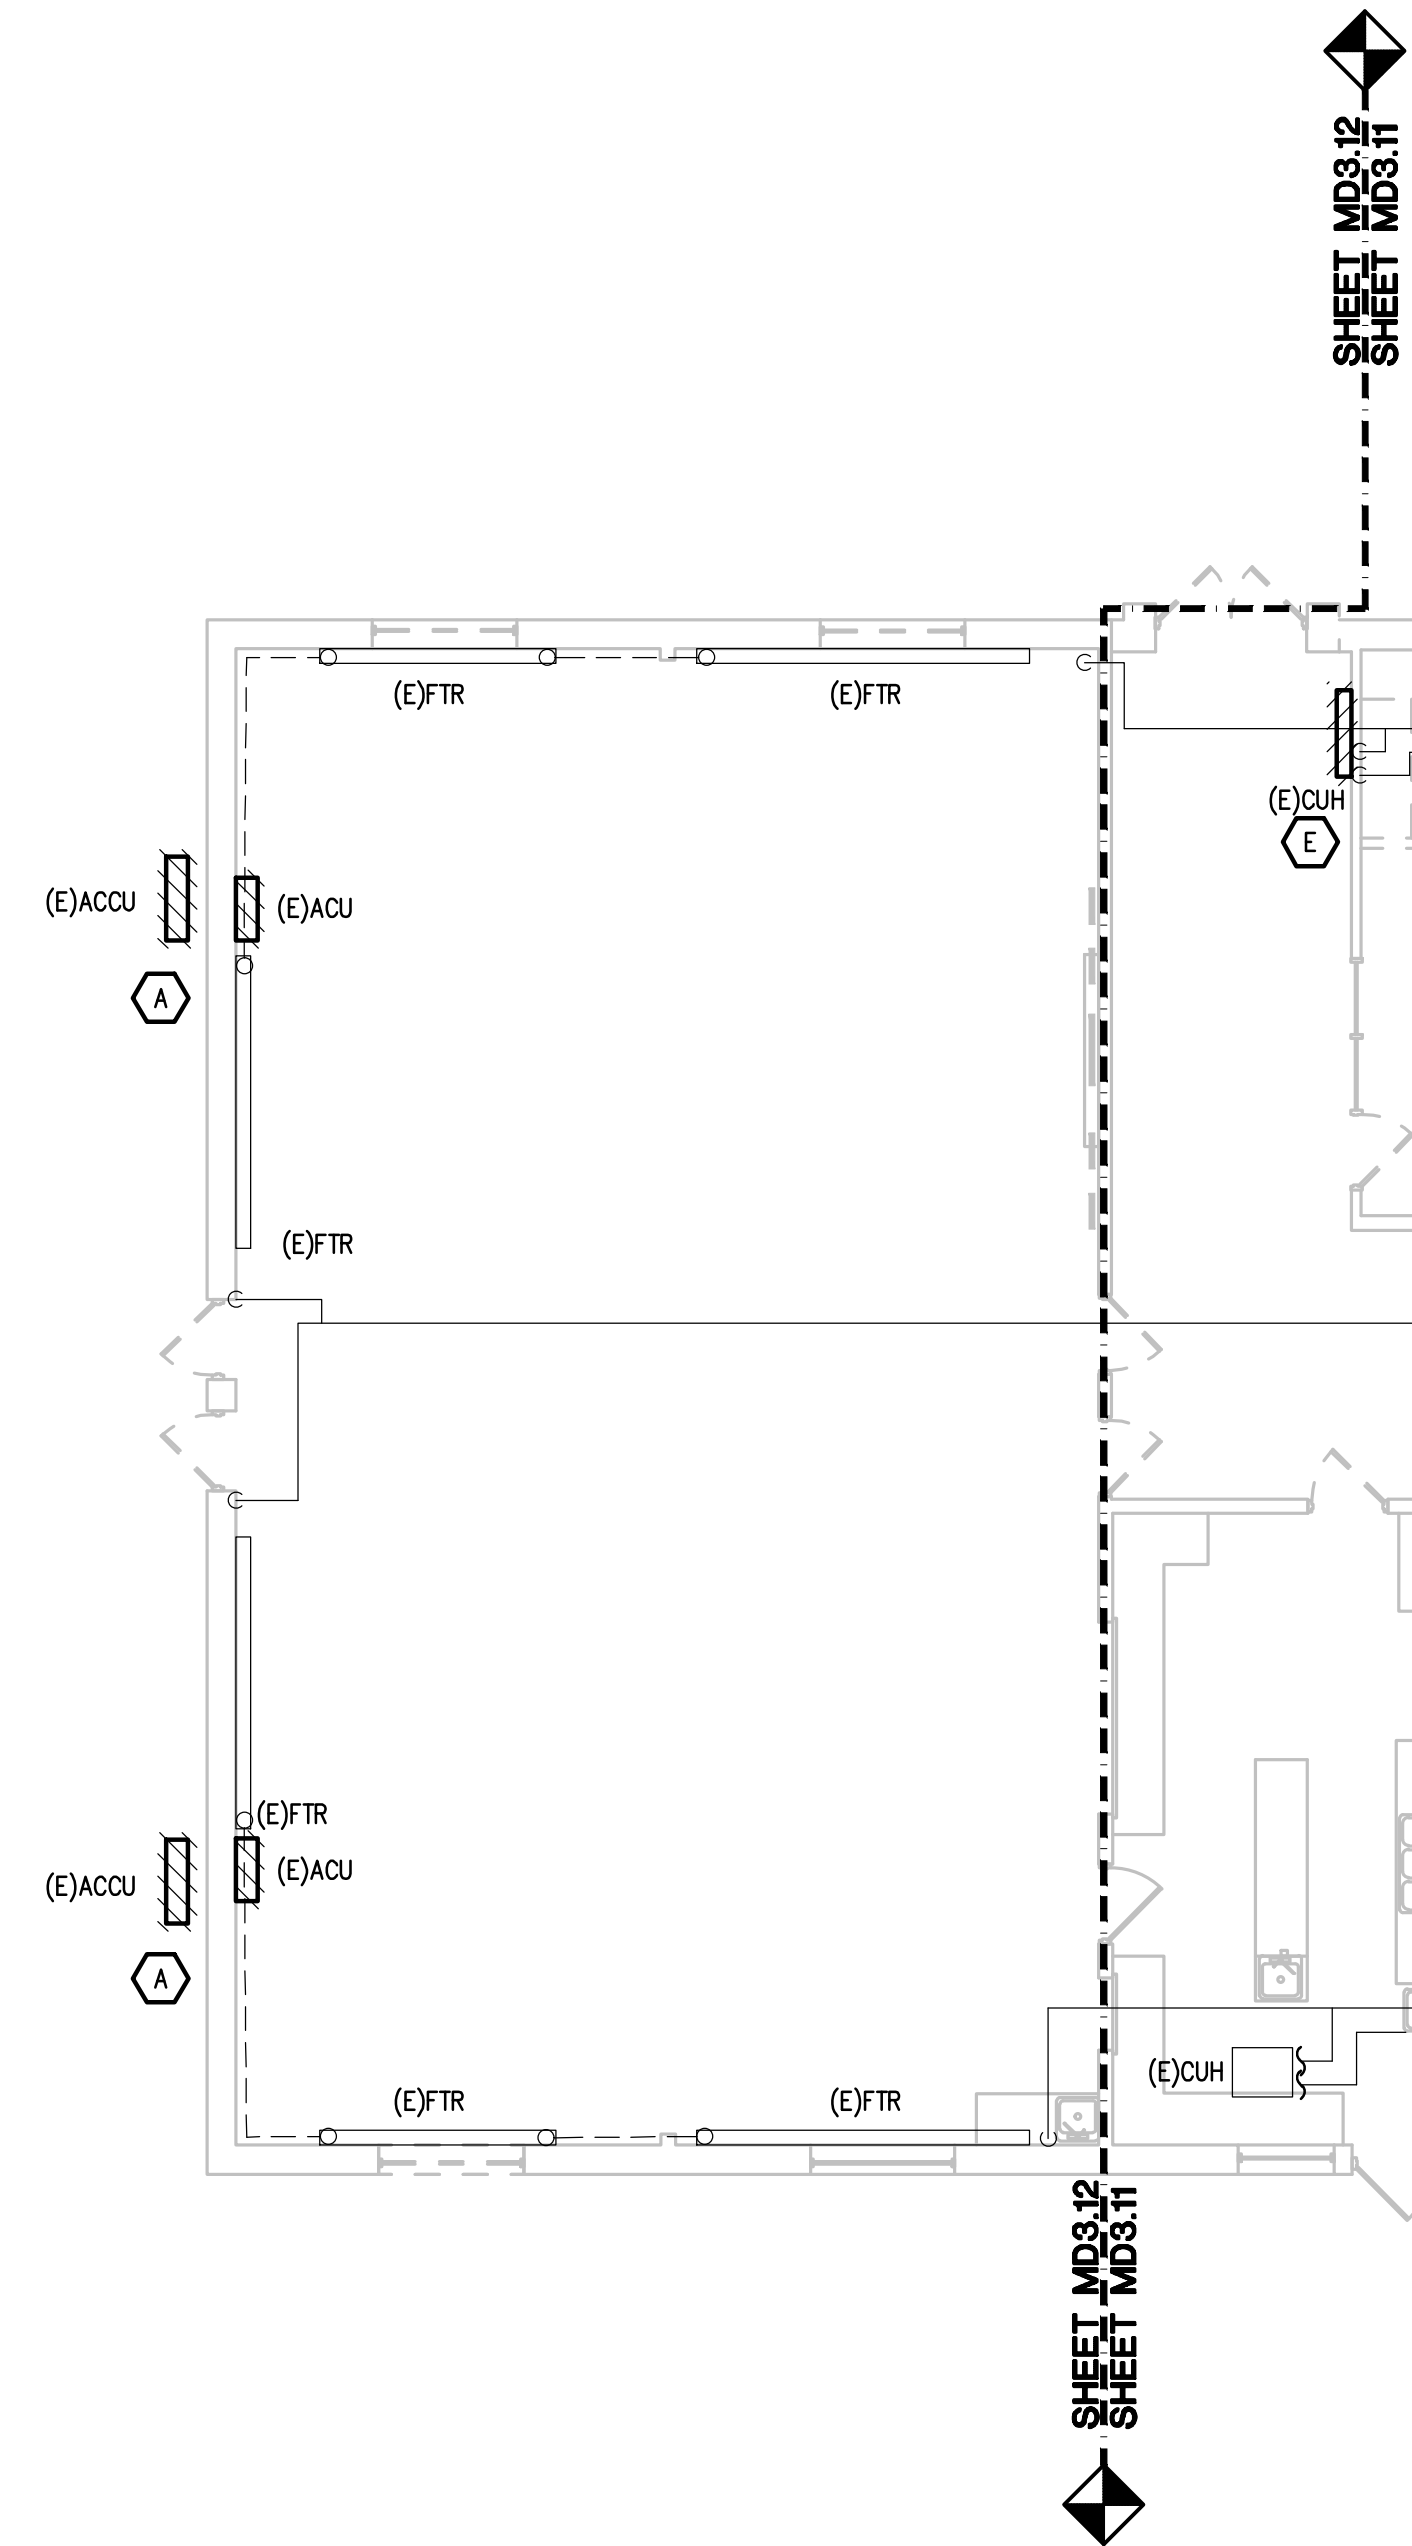 SHEET MD3.12
SHEET MD3.11
(E)FTR
(E)FTR
(E)CUH
E
(E)ACCU
(E)ACU
A
(E)FTR
(E)FTR
(E)ACU
(E)ACCU
A
(E)CUH
(E)FTR
(E)FTR
SHEET MD3.12
SHEET MD3.11